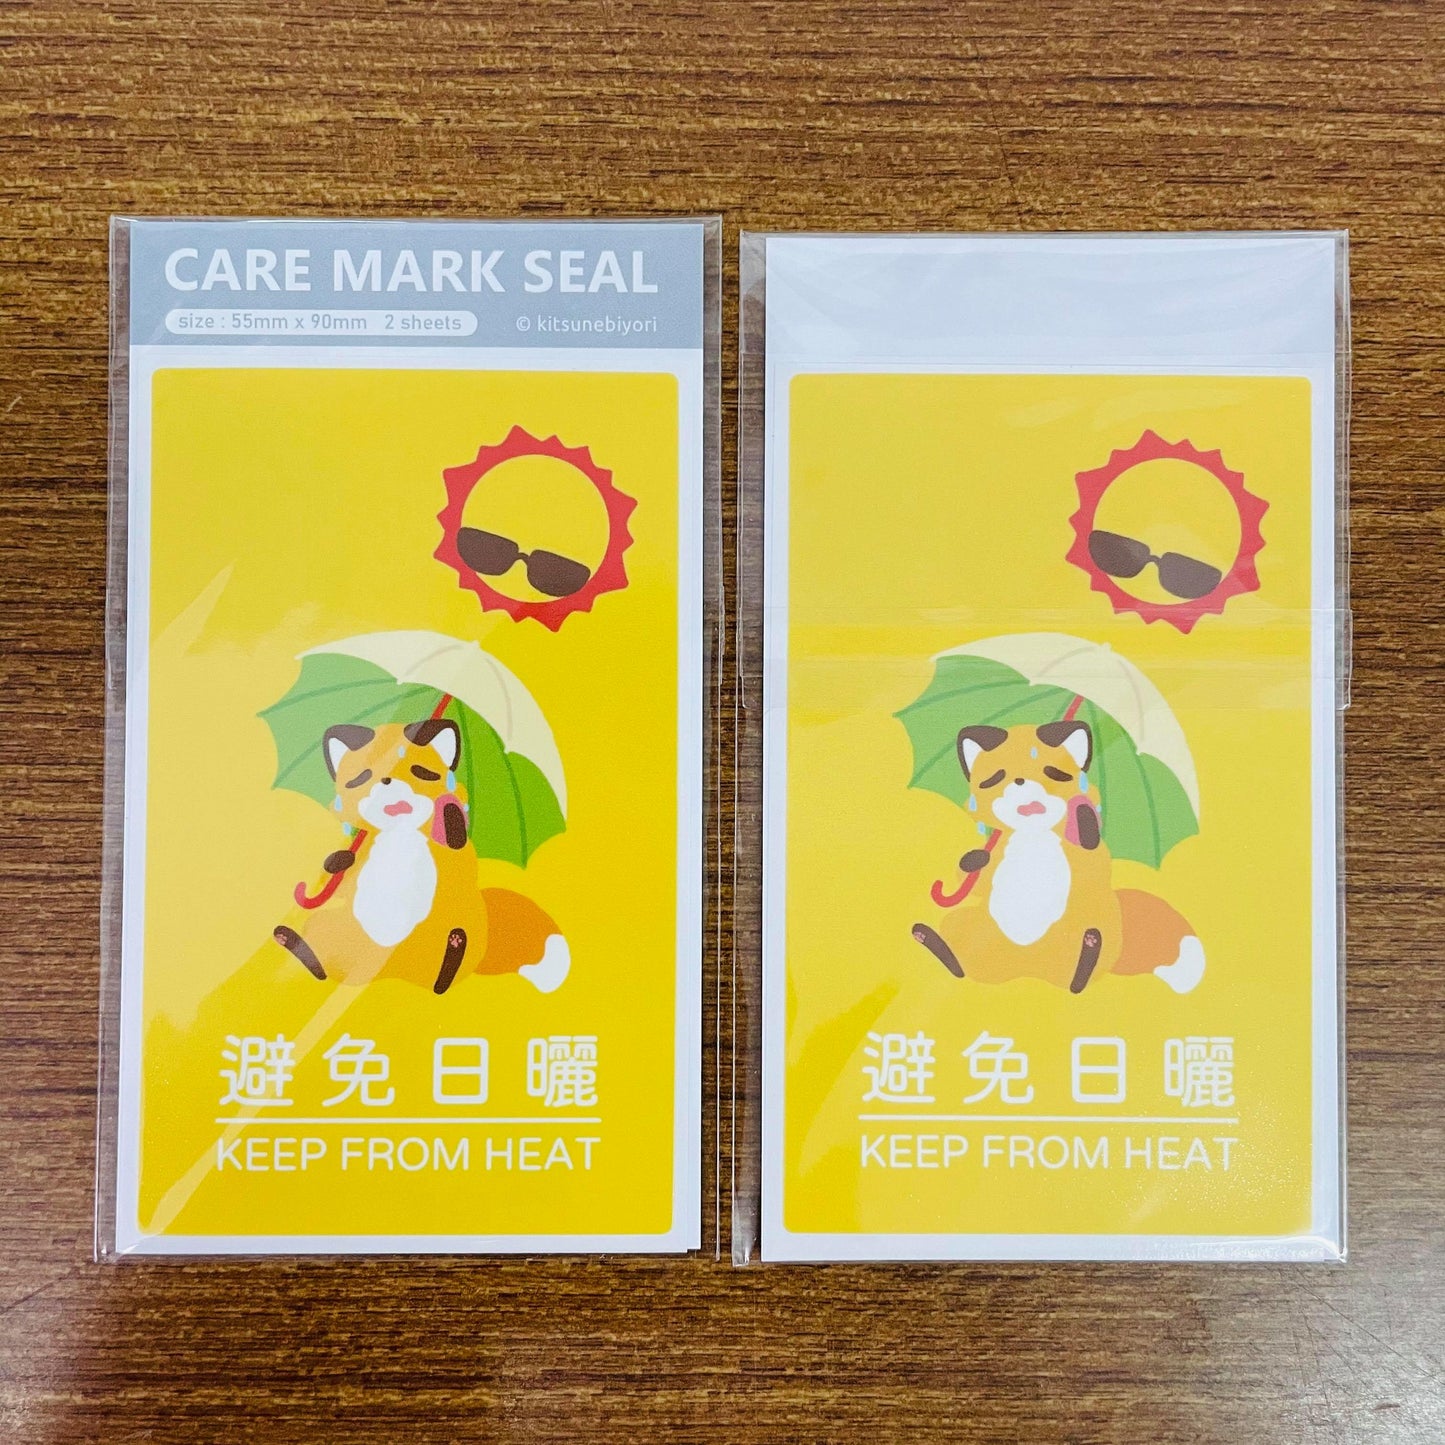 CARE MARK SEAL
size : 55mm x 90mm 2 sheets
© kitsunebiyori
避免日曬
KEEP FROM HEAT
避免日曬
KEEP FROM HEAT